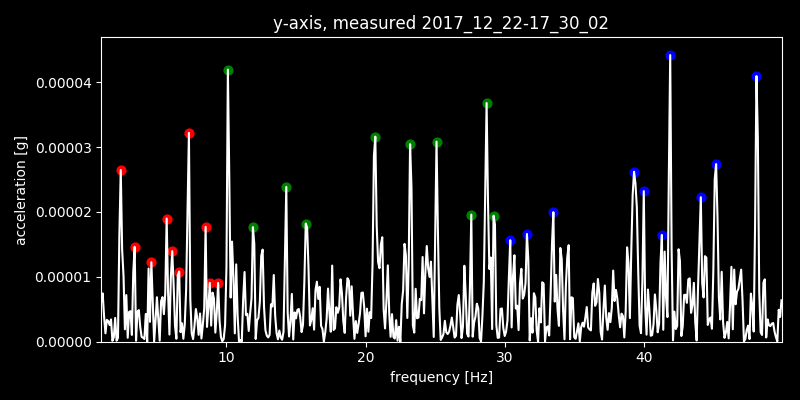 y-axis, measured 2017_12_22-17_30_02
0.00004
0.00003
0.00002
0.00001
0.00000
acceleration [g]
10 20 30 40
frequency [Hz]